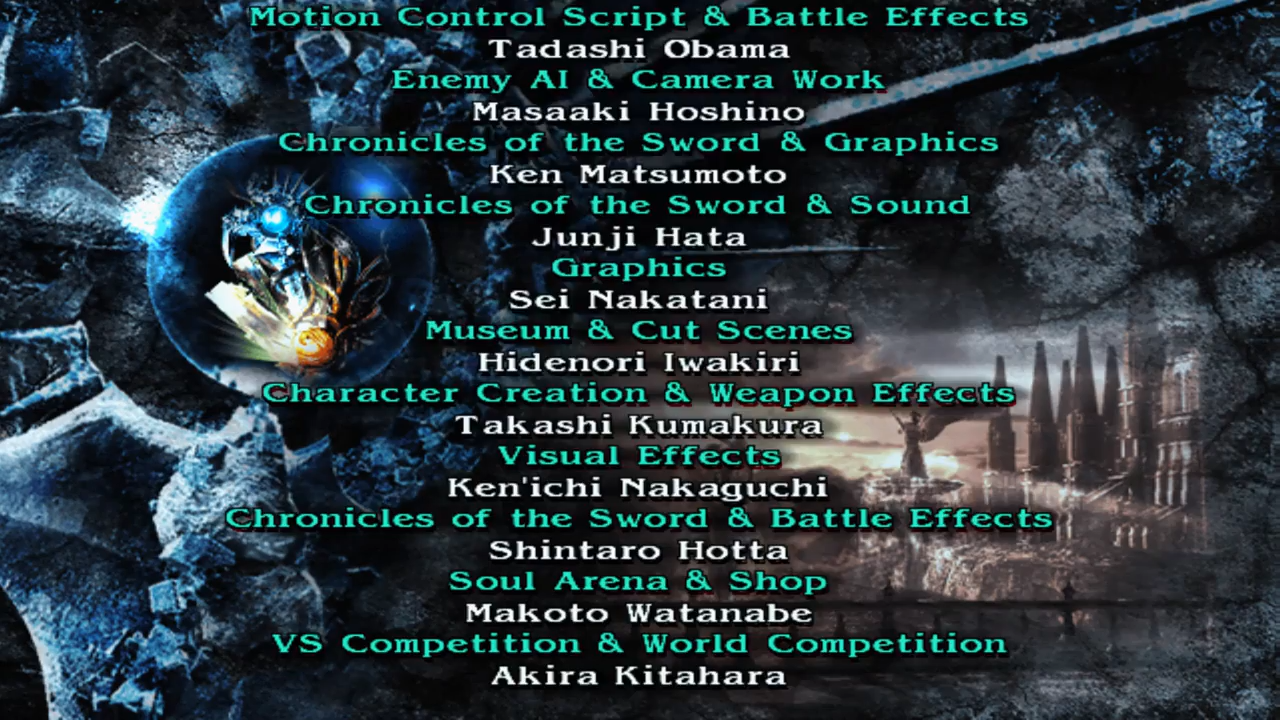 Motion Control Script & Battle Effects
Tadashi Obama
Enemy AI & Camera Work
Masaaki Hoshino
Chronicles of the Sword & Graphics
Ken Matsumoto
Chronicles of the Sword & Sound
Junji Hata
Graphics
Sei Nakatani
Museum & Cut Scenes
Hidenori Iwakiri
Character Creation & Weapon Effects
Takashi Kumakura
Visual Effects
Ken'ichi Nakaguchi
Chronicles of the Sword & Battle Effects
Shintaro Hotta
Soul Arena & Shop
Makoto Watanabe
VS Competition & World Competition
Akira Kitahara